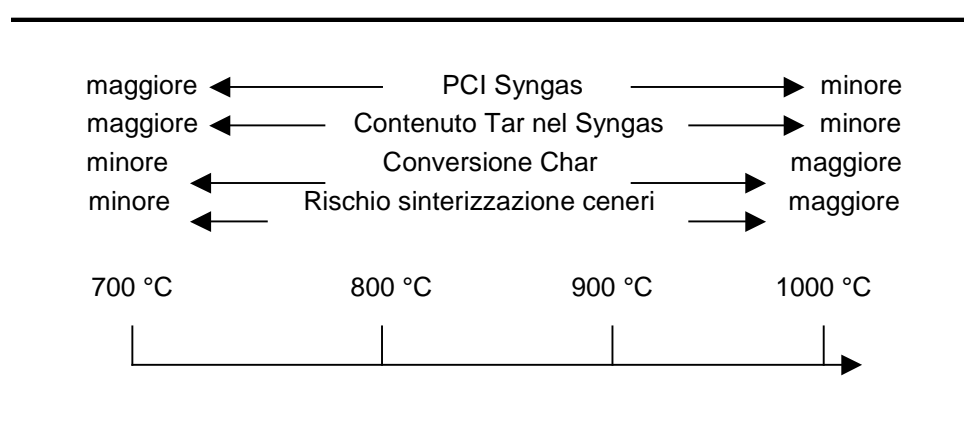 maggiore PCI Syngas minore
maggiore Contenuto Tar nel Syngas minore
minore Conversione Char maggiore
minore Rischio sinterizzazione ceneri maggiore
700 °C 800 °C 900 °C 1000 °C